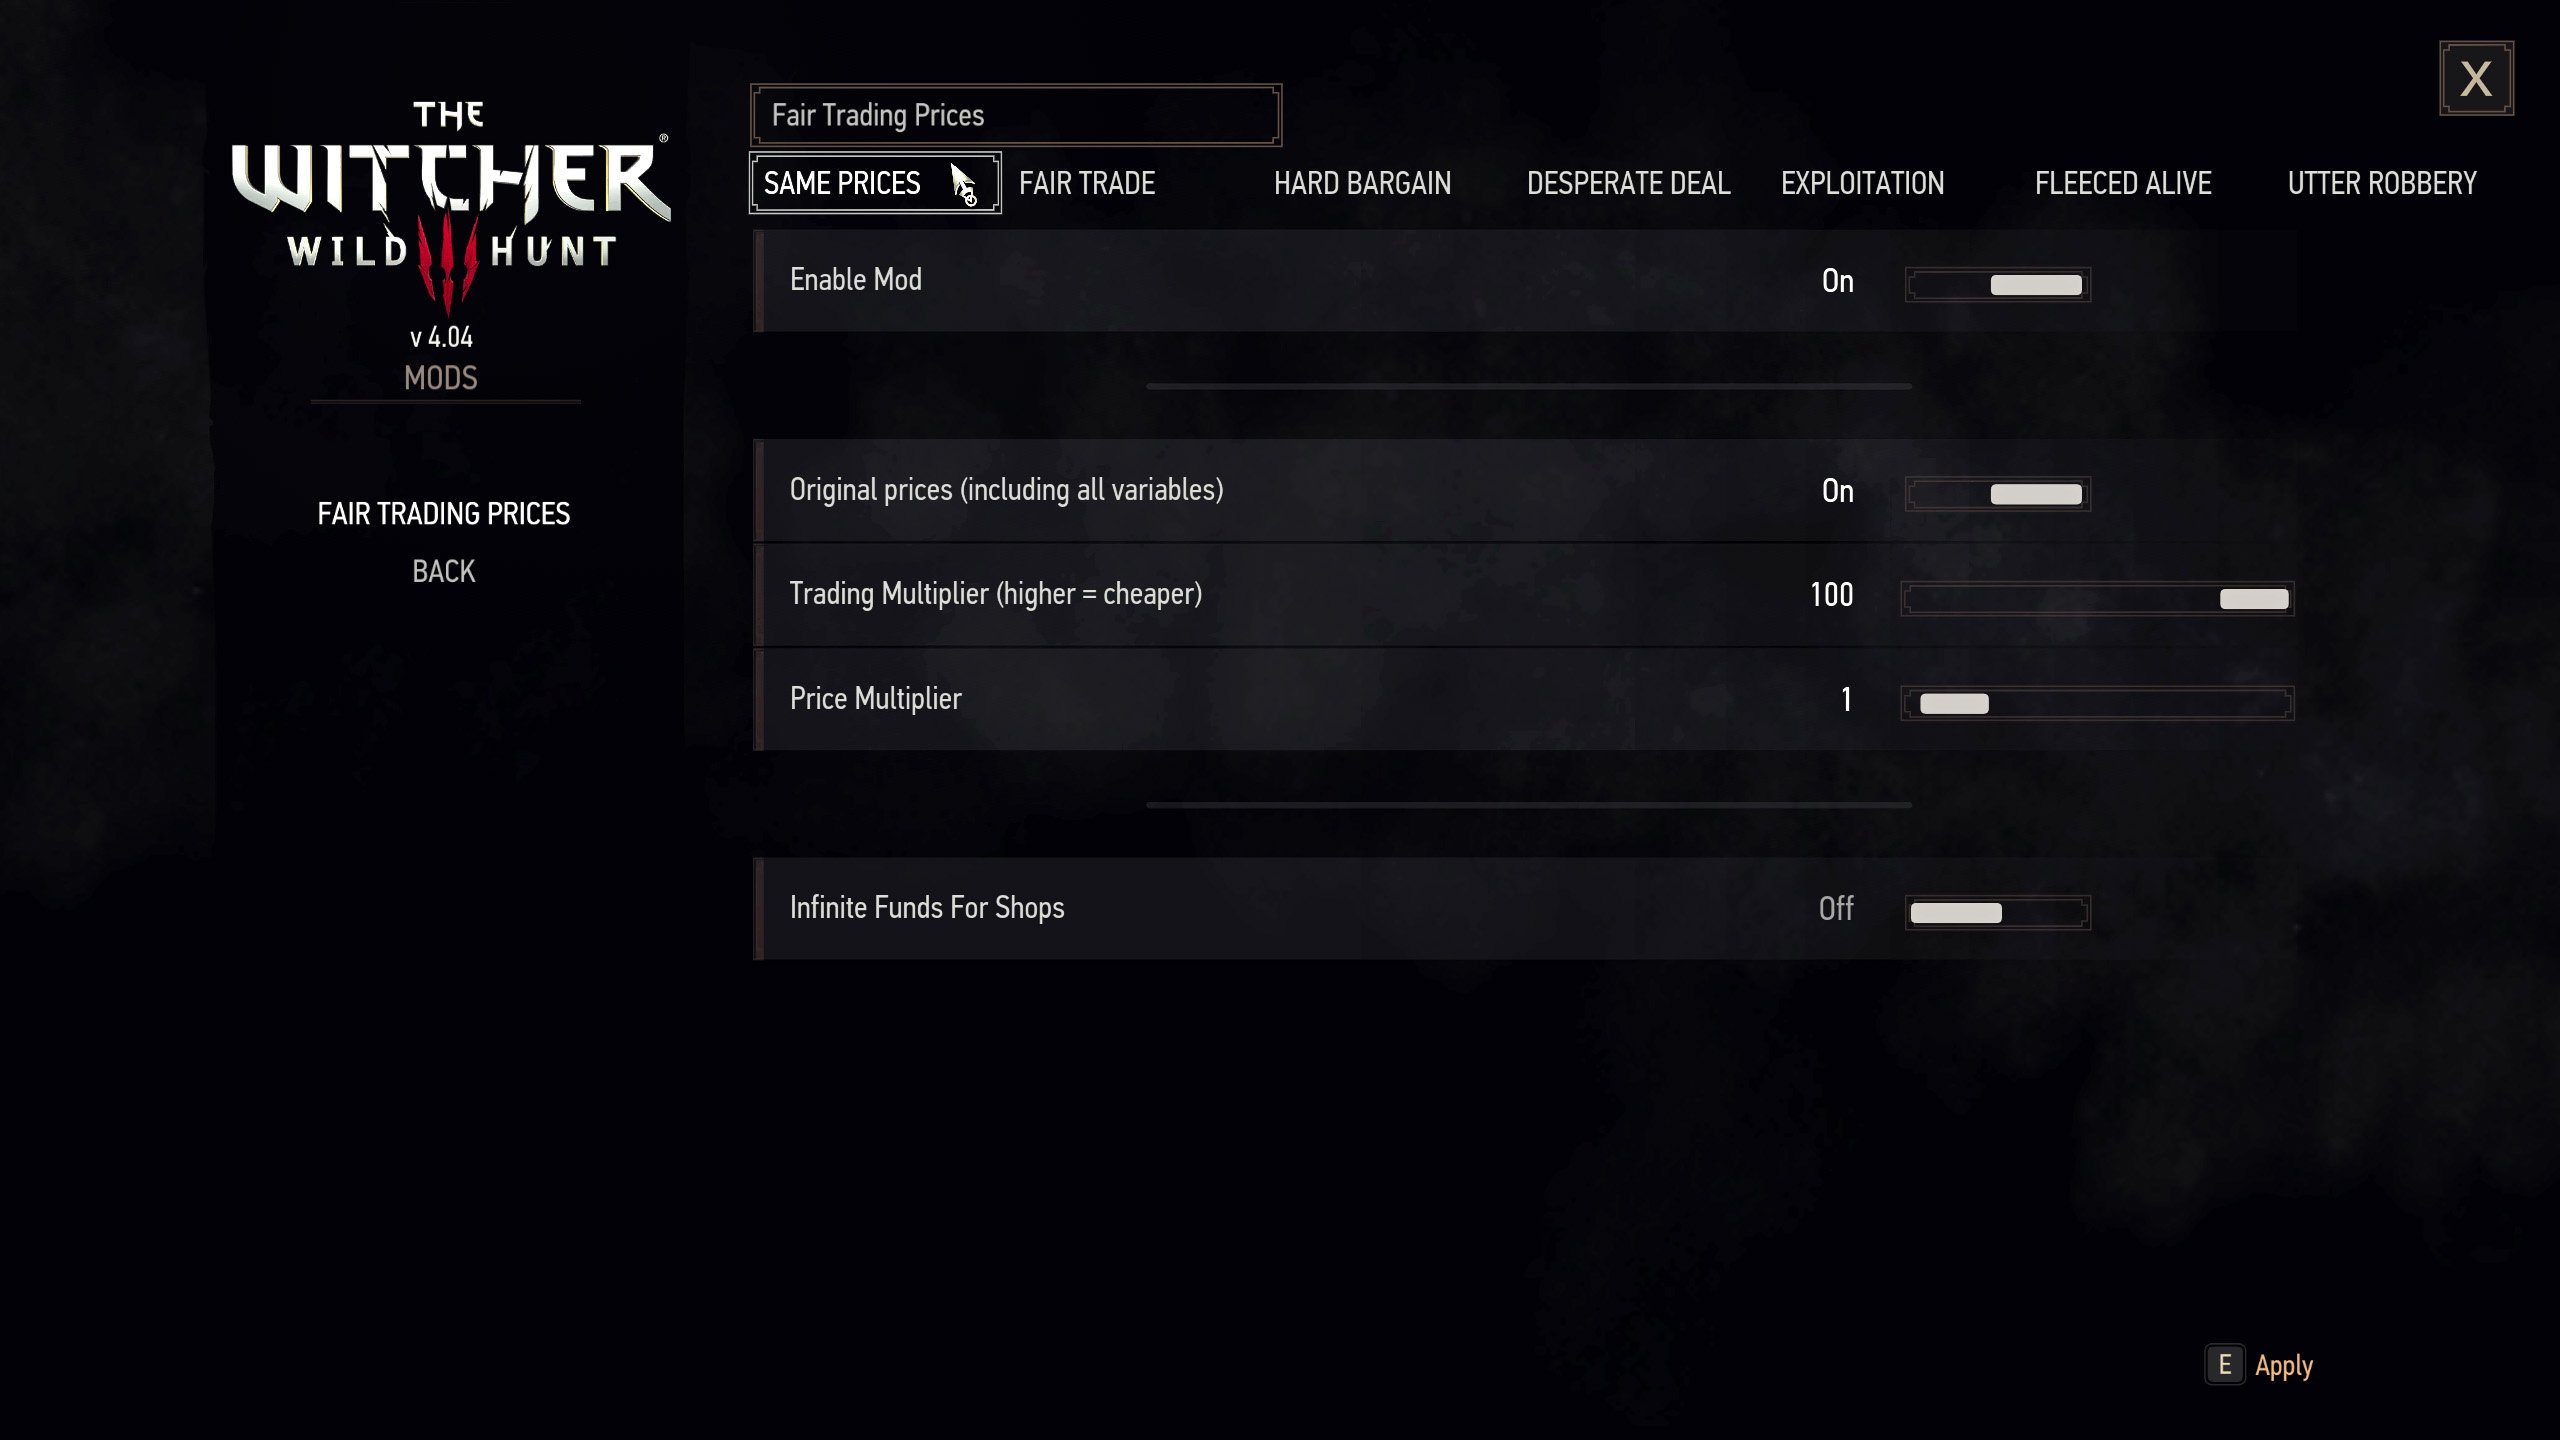 THE
WITCHER®
WILD HUNT
v 4.04
MODS
FAIR TRADING PRICES
BACK
Fair Trading Prices
X
SAME PRICES FAIR TRADE HARD BARGAIN DESPERATE DEAL EXPLOITATION FLEECED ALIVE UTTER ROBBERY
Enable Mod On
Original prices (including all variables) On
Trading Multiplier (higher = cheaper) 100
Price Multiplier 1
Infinite Funds For Shops Off
E Apply